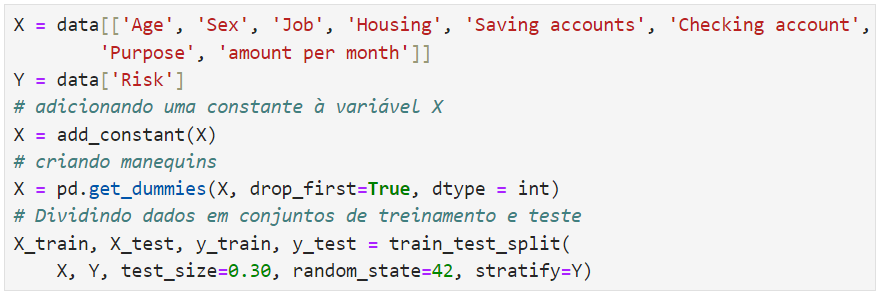 X = data[['Age', 'Sex', 'Job', 'Housing', 'Saving accounts', 'Checking account',
        'Purpose', 'amount per month']]
Y = data['Risk']
# adicionando uma constante à variável X
X = add_constant(X)
# criando manequins
X = pd.get_dummies(X, drop_first=True, dtype = int)
# Dividindo dados em conjuntos de treinamento e teste
X_train, X_test, y_train, y_test = train_test_split(
    X, Y, test_size=0.30, random_state=42, stratify=Y)